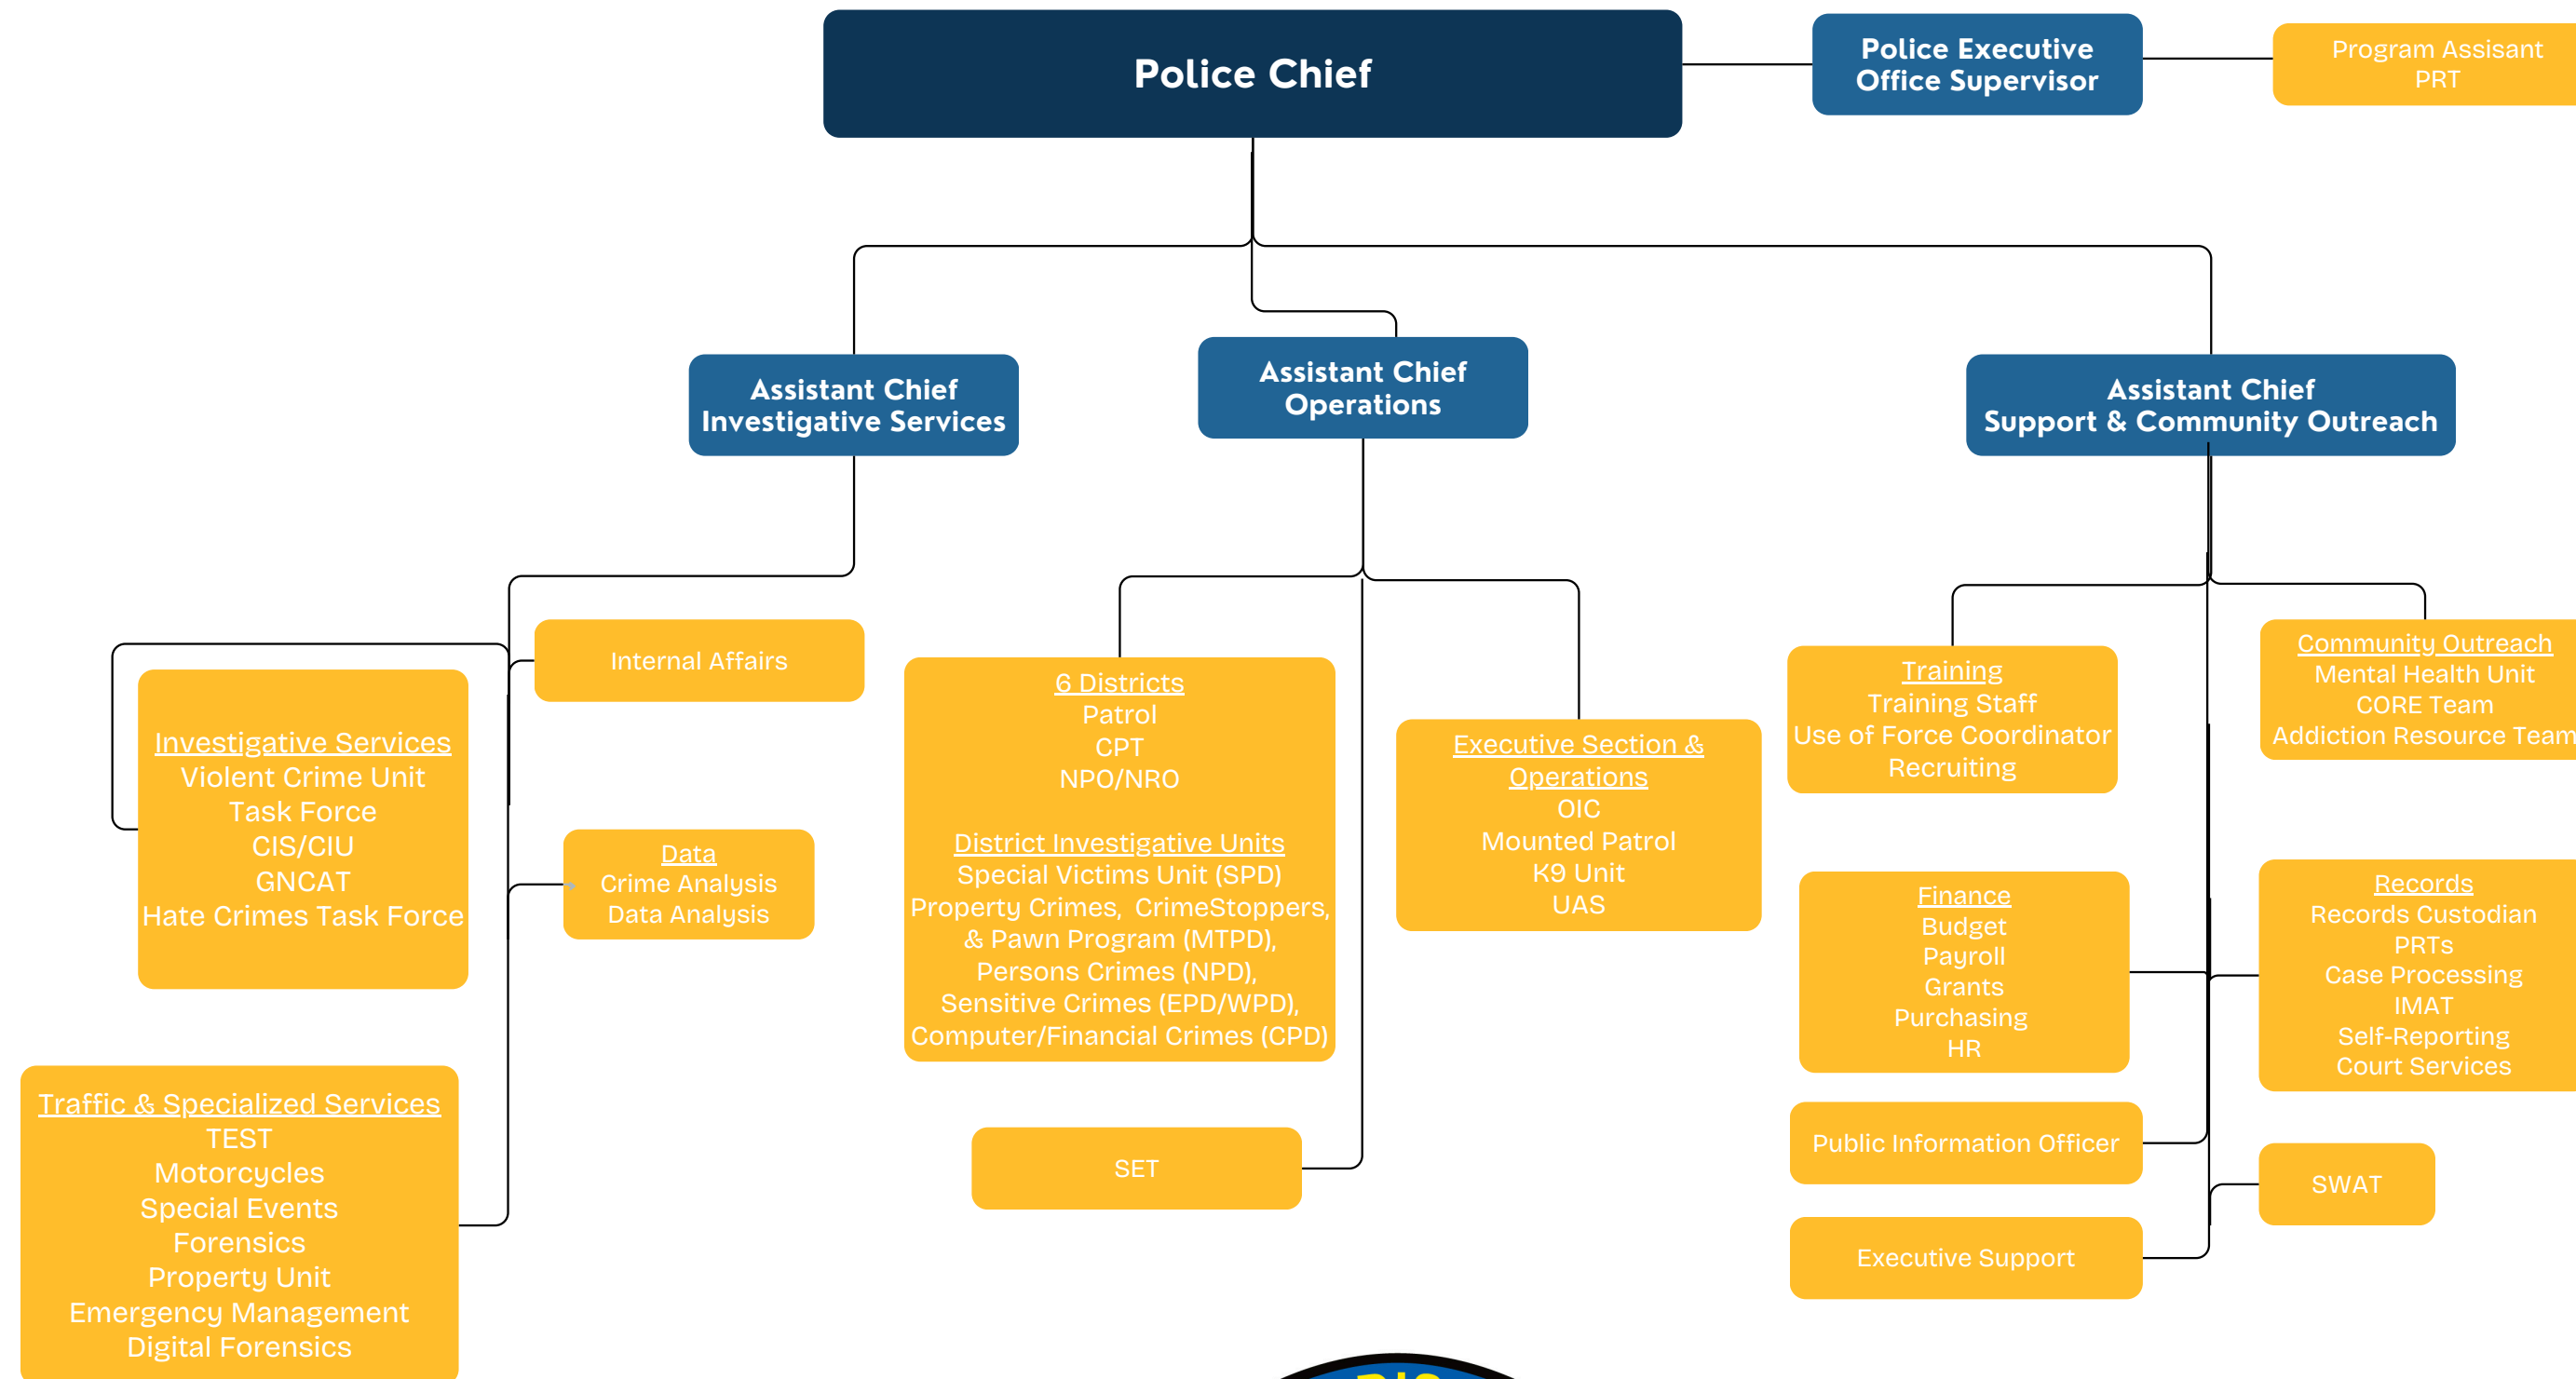 Police Chief
Police Executive
Office Supervisor
Program Assisant
PRT
Assistant Chief
Investigative Services
Assistant Chief
Operations
Assistant Chief
Support & Community Outreach
Internal Affairs
Investigative Services
Violent Crime Unit
Task Force
CIS/CIU
GNCAT
Hate Crimes Task Force
Data
Crime Analysis
Data Analysis
Traffic & Specialized Services
TEST
Motorcycles
Special Events
Forensics
Property Unit
Emergency Management
Digital Forensics
6 Districts
Patrol
CPT
NPO/NRO
District Investigative Units
Special Victims Unit (SPD)
Property Crimes, CrimeStoppers,
& Pawn Program (MTPD),
Persons Crimes (NPD),
Sensitive Crimes (EPD/WPD),
Computer/Financial Crimes (CPD)
SET
Executive Section &
Operations
OIC
Mounted Patrol
K9 Unit
UAS
Training
Training Staff
Use of Force Coordinator
Recruiting
Community Outreach
Mental Health Unit
CORE Team
Addiction Resource Team
Finance
Budget
Payroll
Grants
Purchasing
HR
Records
Records Custodian
PRTs
Case Processing
IMAT
Self-Reporting
Court Services
Public Information Officer
SWAT
Executive Support